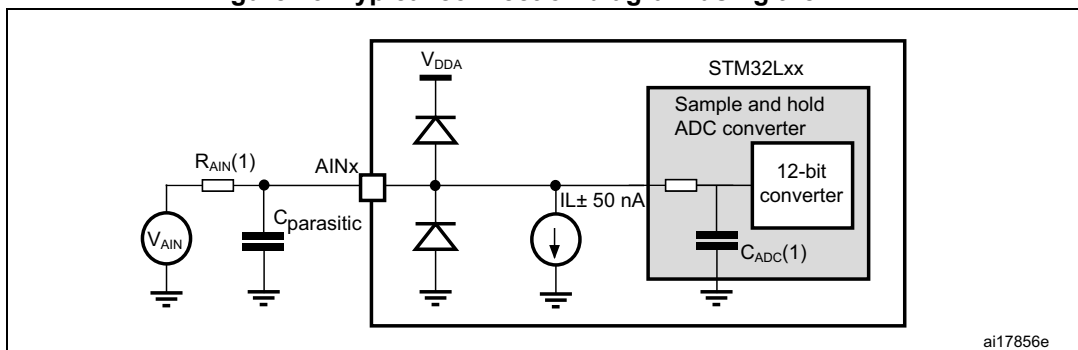 V_DDA
STM32Lxx
Sample and hold
ADC converter
R_AIN(1)
AINx
12-bit
converter
IL± 50 nA
C_parasitic
V_AIN
C_ADC(1)
ai17856e